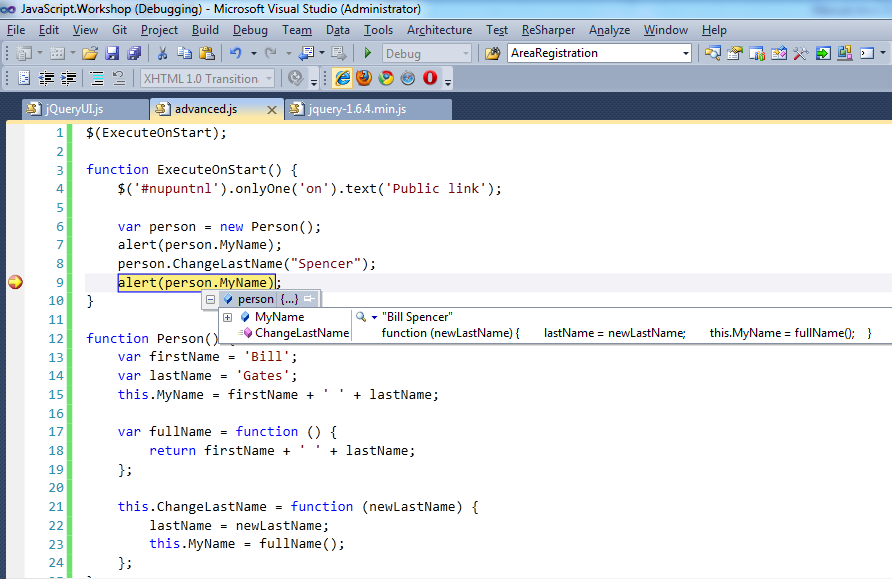 JavaScript.Workshop (Debugging) - Microsoft Visual Studio (Administrator)
File Edit View Git Project Build Debug Team Data Tools Architecture Test ReSharper Analyze Window Help
Debug AreaRegistration
XHTML 1.0 Transition
jQueryUI.js advanced.js jquery-1.6.4.min.js
1 $(ExecuteOnStart);
2
3 function ExecuteOnStart() {
4 $('#nupuntnl').onlyOne('on').text('Public link');
5
6 var person = new Person();
7 alert(person.MyName);
8 person.ChangeLastName("Spencer");
9 alert(person.MyName);
10 }
person {...}
11
MyName "Bill Spencer"
ChangeLastName function (newLastName) { lastName = newLastName; this.MyName = fullName(); }
12 function Person() {
13 var firstName = 'Bill';
14 var lastName = 'Gates';
15 this.MyName = firstName + ' ' + lastName;
16
17 var fullName = function () {
18 return firstName + ' ' + lastName;
19 };
20
21 this.ChangeLastName = function (newLastName) {
22 lastName = newLastName;
23 this.MyName = fullName();
24 };